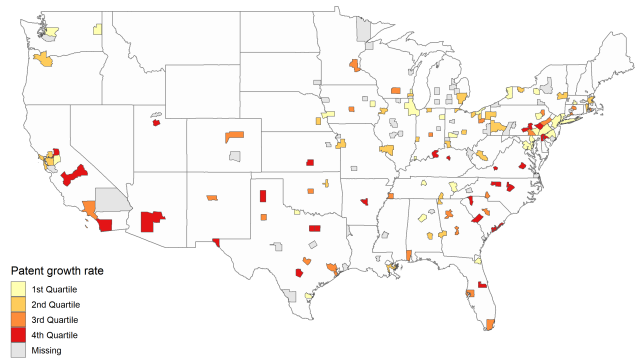 Patent growth rate
1st Quartile
2nd Quartile
3rd Quartile
4th Quartile
Missing